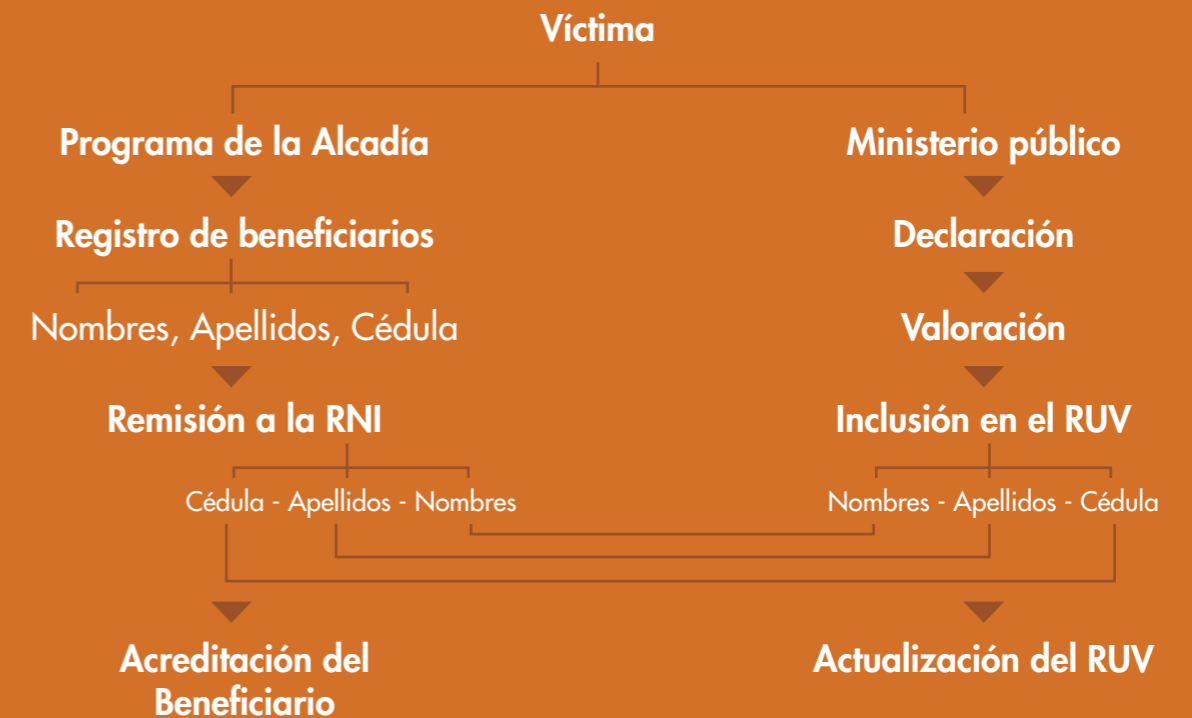 Víctima
Programa de la Alcadía
Ministerio público
Registro de beneficiarios
Declaración
Nombres, Apellidos, Cédula
Valoración
Remisión a la RNI
Inclusión en el RUV
Cédula - Apellidos - Nombres
Nombres - Apellidos - Cédula
Acreditación del
Beneficiario
Actualización del RUV